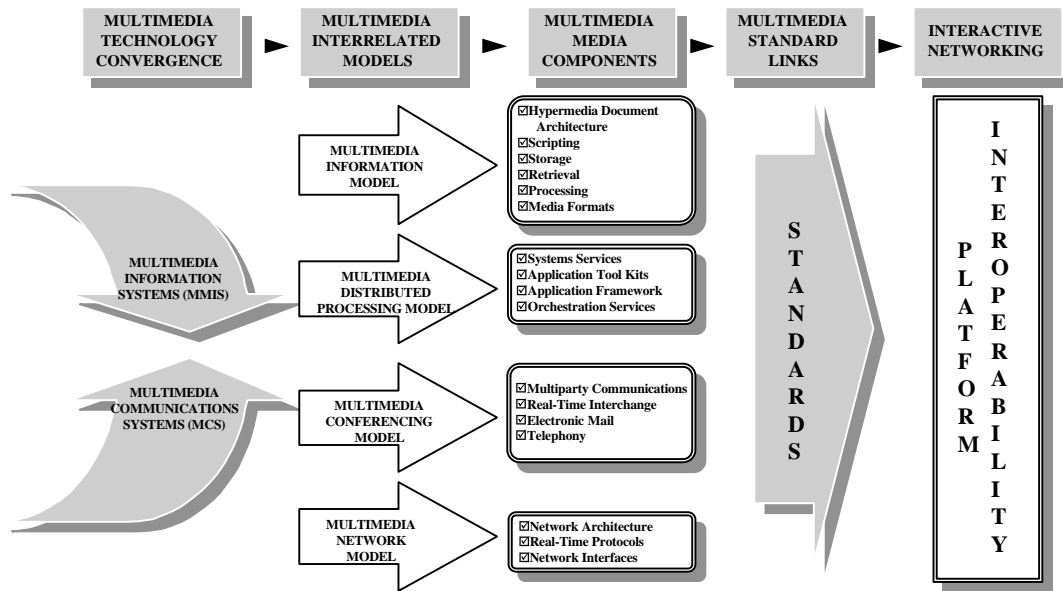 MULTIMEDIA
TECHNOLOGY
CONVERGENCE
MULTIMEDIA
INTERRELATED
MODELS
MULTIMEDIA
MEDIA
COMPONENTS
MULTIMEDIA
STANDARD
LINKS
INTERACTIVE
NETWORKING
MULTIMEDIA
INFORMATION
SYSTEMS (MMIS)
MULTIMEDIA
COMMUNICATIONS
SYSTEMS (MCS)
MULTIMEDIA
INFORMATION
MODEL
☑Hypermedia Document
Architecture
☑Scripting
☑Storage
☑Retrieval
☑Processing
☑Media Formats
MULTIMEDIA
DISTRIBUTED
PROCESSING MODEL
☑Systems Services
☑Application Tool Kits
☑Application Framework
☑Orchestration Services
MULTIMEDIA
CONFERENCING
MODEL
☑Multiparty Communications
☑Real-Time Interchange
☑Electronic Mail
☑Telephony
MULTIMEDIA
NETWORK
MODEL
☑Network Architecture
☑Real-Time Protocols
☑Network Interfaces
STANDARDS
PLATFORM
INTEROPERABILITY